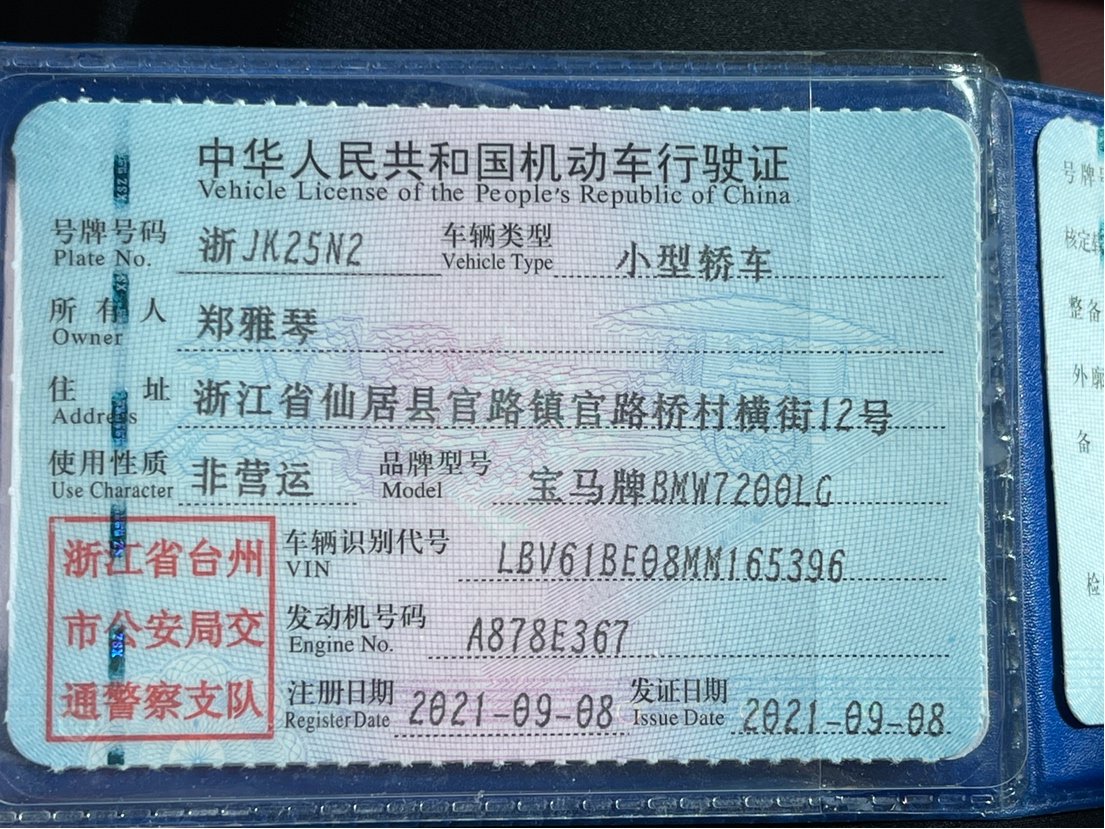 中华人民共和国机动车行驶证
Vehicle License of the People's Republic of China
号牌号码 浙JK25N2 车辆类型 小型轿车
Plate No. Vehicle Type
所有人 郑雅琴
Owner
住址 浙江省仙居县官路镇官路桥村横街12号
Address
使用性质 非营运 品牌型号 宝马牌BMW7200LG
Use Character Model
浙江省台州
市公安局交
通警察支队
车辆识别代号 LBV61BE08MM165396
VIN
发动机号码 A878E367
Engine No.
注册日期 2021-09-08 发证日期 2021-09-08
Register Date Issue Date
号牌
核定
整备
外廓
备
检